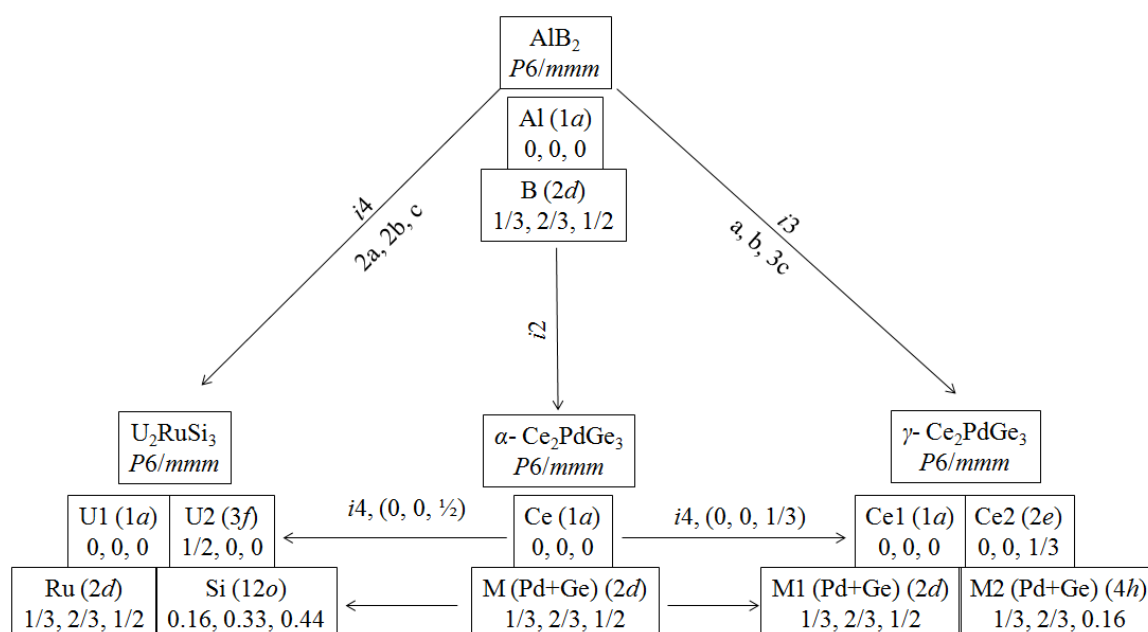 AlB2
P6/mmm
Al (1a)
0, 0, 0
B (2d)
1/3, 2/3, 1/2
i4
2a, 2b, c
i2
i3
a, b, 3c
U2RuSi3
P6/mmm
α- Ce2PdGe3
P6/mmm
γ- Ce2PdGe3
P6/mmm
U1 (1a)
0, 0, 0
U2 (3f)
1/2, 0, 0
i4, (0, 0, ½)
Ce (1a)
0, 0, 0
i4, (0, 0, 1/3)
Ce1 (1a)
0, 0, 0
Ce2 (2e)
0, 0, 1/3
Ru (2d)
1/3, 2/3, 1/2
Si (12o)
0.16, 0.33, 0.44
M (Pd+Ge) (2d)
1/3, 2/3, 1/2
M1 (Pd+Ge) (2d)
1/3, 2/3, 1/2
M2 (Pd+Ge) (4h)
1/3, 2/3, 0.16